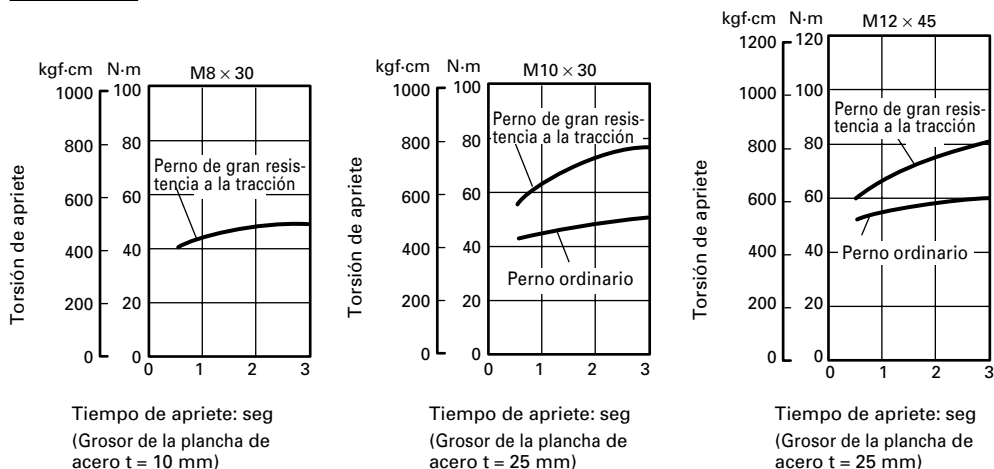 kgf·cm N·m
M8 × 30
1000 100
800 80
600 60
400 40
200 20
0 0
0 1 2 3
Torsión de apriete
Perno de gran resis-
tencia a la tracción
Tiempo de apriete: seg
(Grosor de la plancha de
acero t = 10 mm)
kgf·cm N·m
M10 × 30
1000 100
800 80
600 60
400 40
200 20
0 0
0 1 2 3
Torsión de apriete
Perno de gran resis-
tencia a la tracción
Perno ordinario
Tiempo de apriete: seg
(Grosor de la plancha de
acero t = 25 mm)
kgf·cm N·m
M12 × 45
1200 120
1000 100
800 80
600 60
400 40
200 20
0 0
0 1 2 3
Torsión de apriete
Perno de gran resis-
tencia a la tracción
Perno ordinario
Tiempo de apriete: seg
(Grosor de la plancha de
acero t = 25 mm)